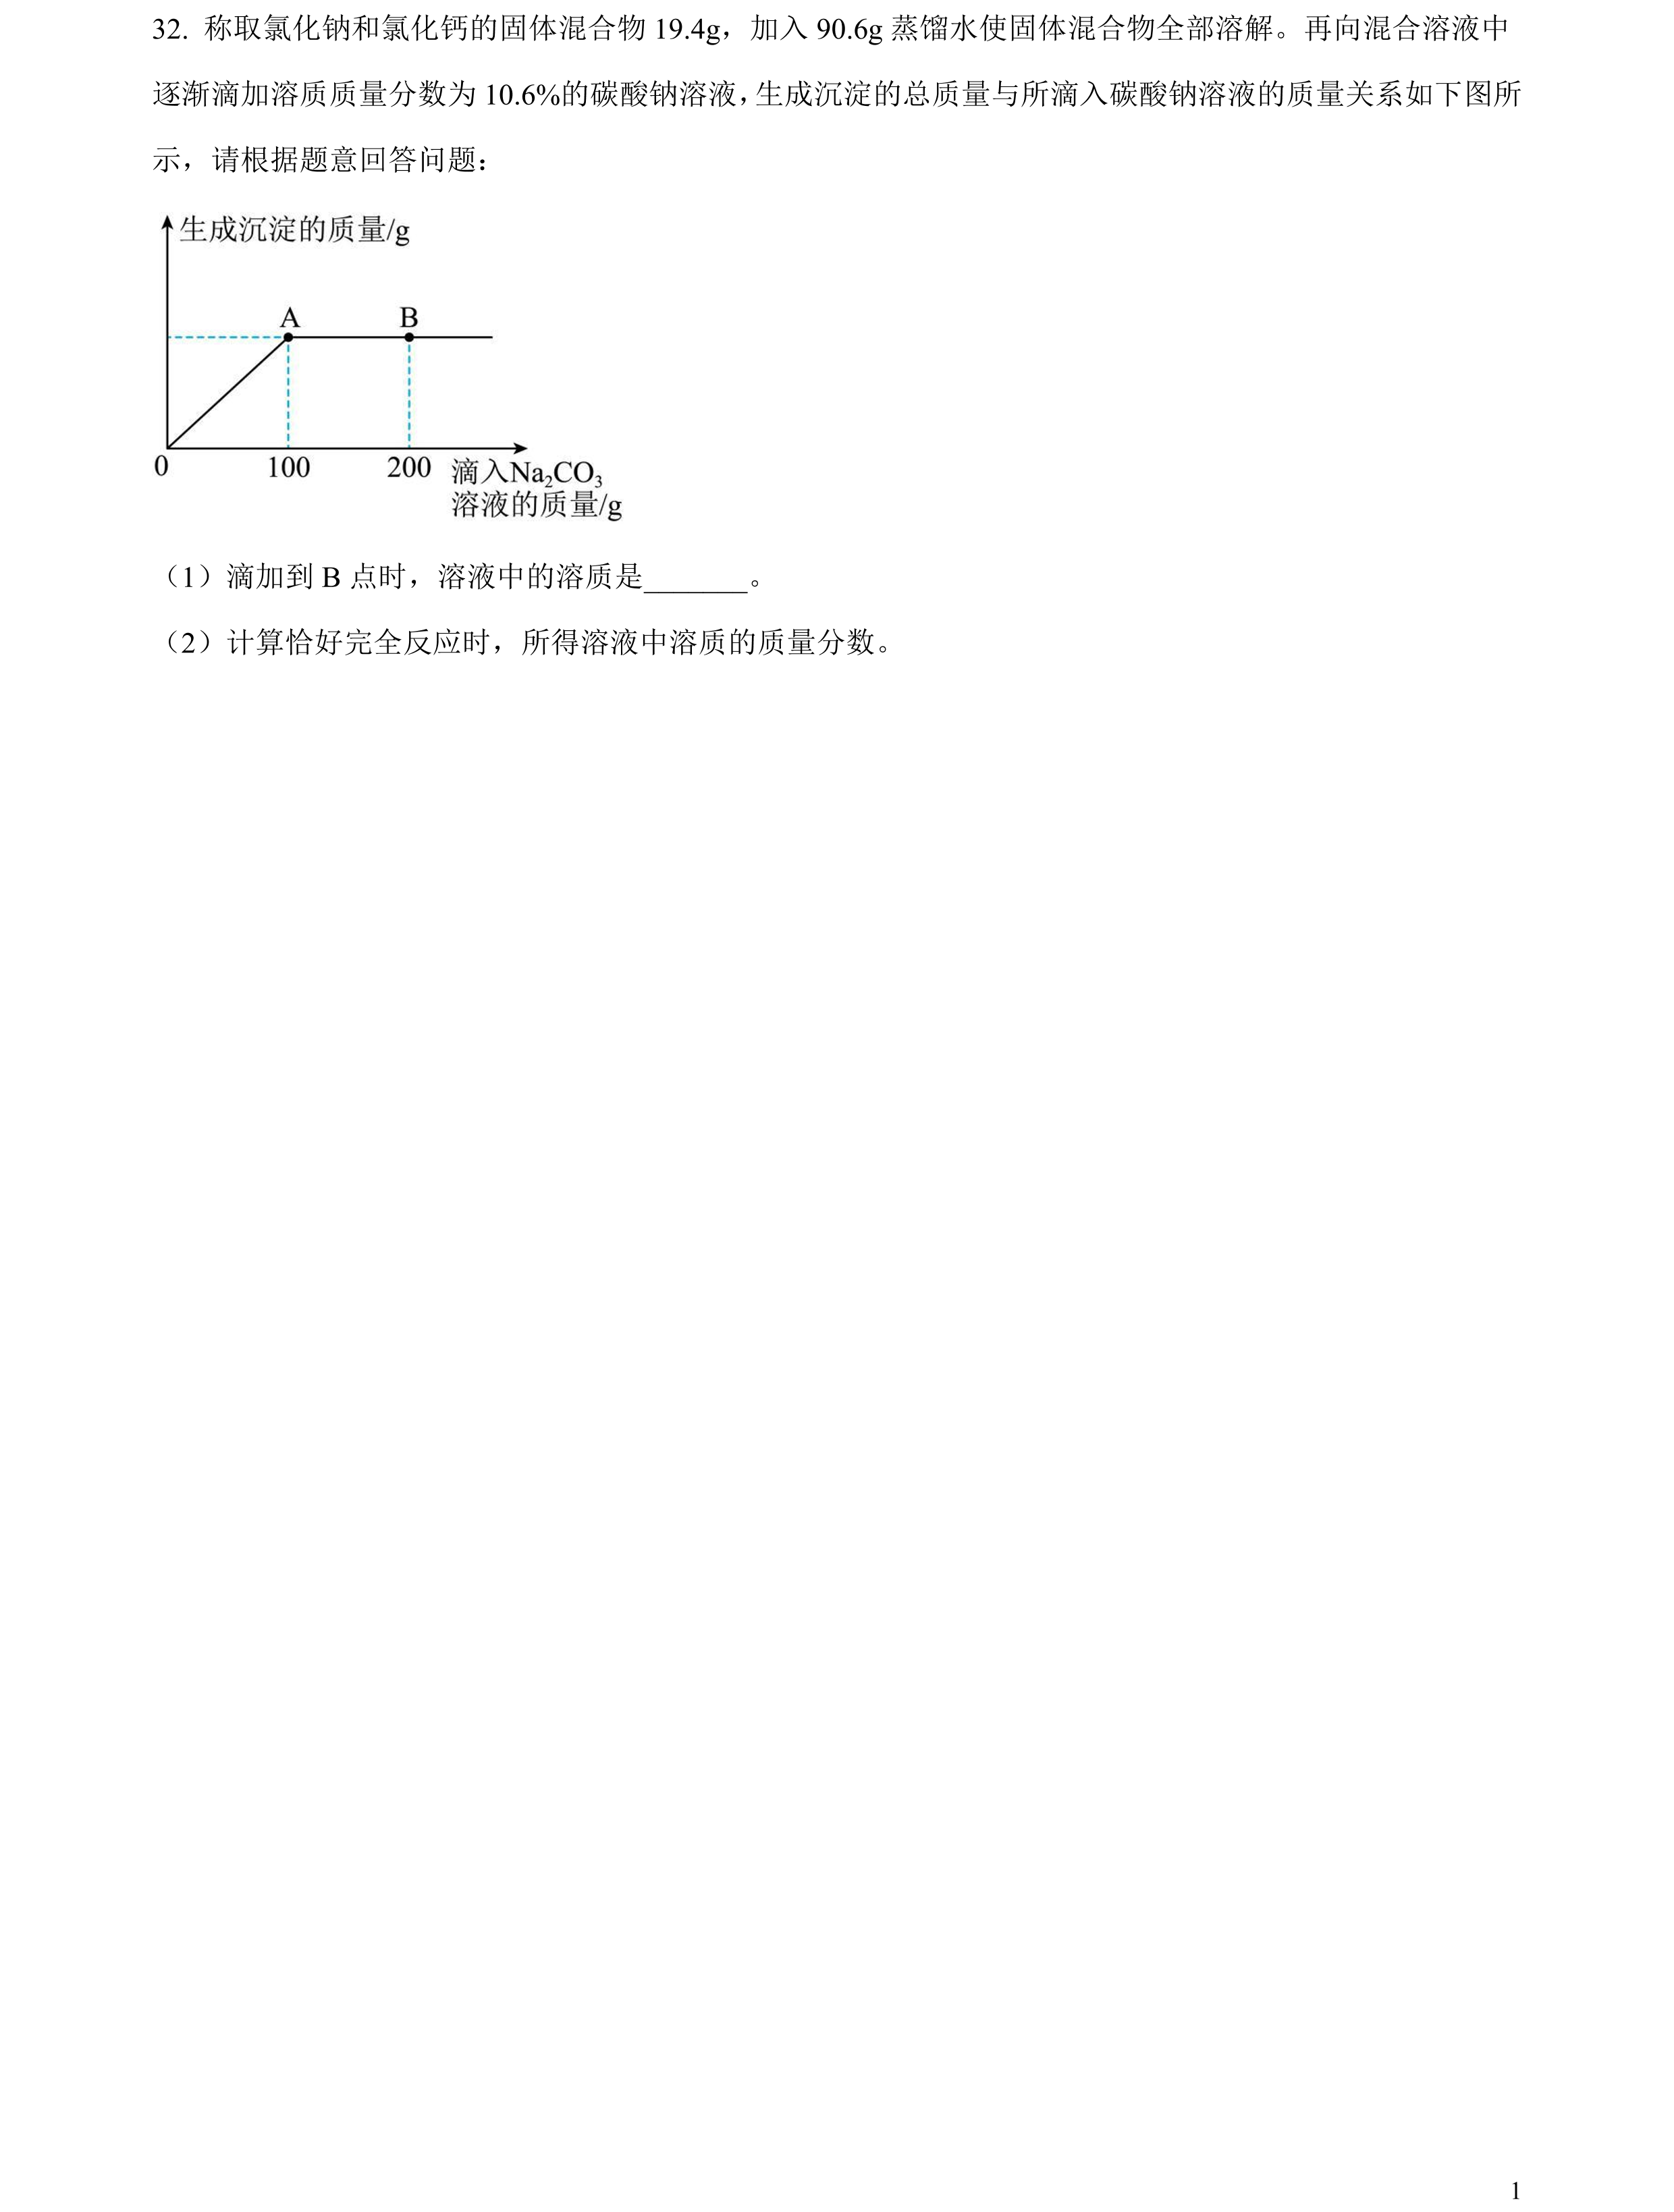 32. 称取氯化钠和氯化钙的固体混合物 19.4g，加入 90.6g 蒸馏水使固体混合物全部溶解。再向混合溶液中
逐渐滴加溶质质量分数为 10.6%的碳酸钠溶液，生成沉淀的总质量与所滴入碳酸钠溶液的质量关系如下图所
示，请根据题意回答问题：
生成沉淀的质量/g
A B
0 100 200 滴入Na₂CO₃
溶液的质量/g
（1）滴加到 B 点时，溶液中的溶质是_______。
（2）计算恰好完全反应时，所得溶液中溶质的质量分数。
1